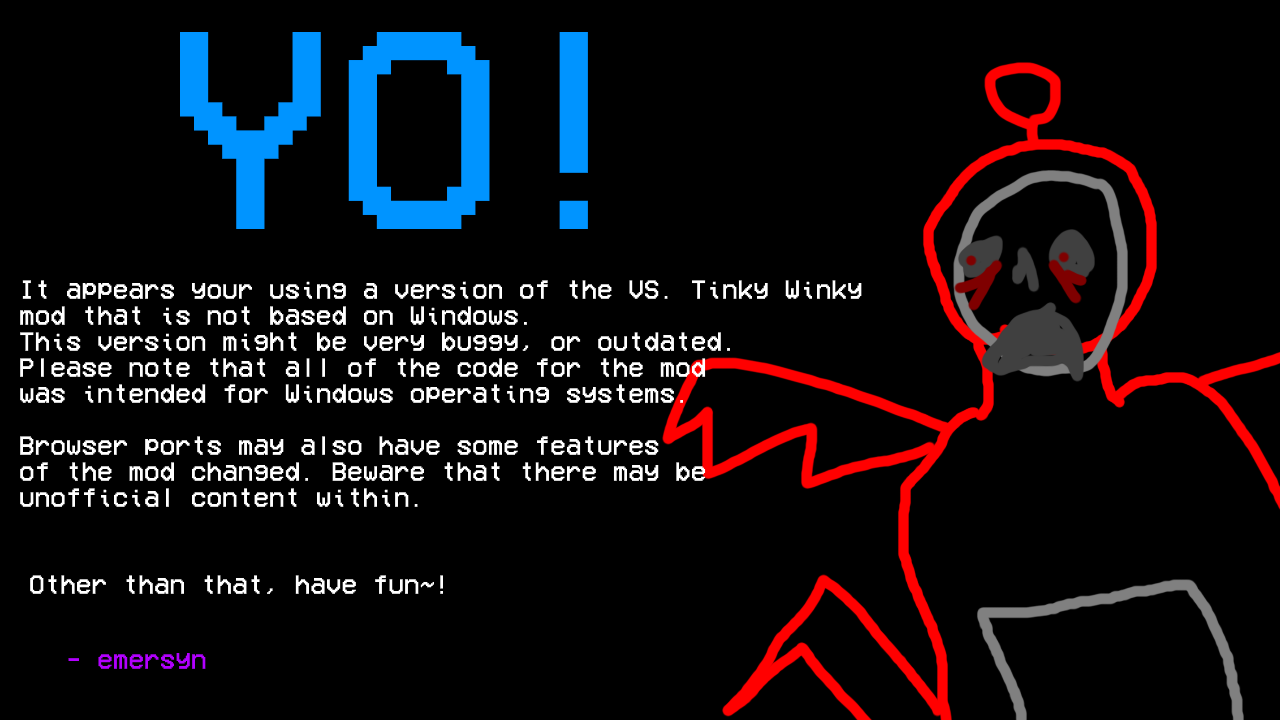 YO!
It appears your using a version of the VS. Tinky Winky
mod that is not based on Windows.
This version might be very buggy, or outdated.
Please note that all of the code for the mod
was intended for Windows operating systems.
Browser ports may also have some features
of the mod changed. Beware that there may be
unofficial content within.
Other than that, have fun~!
- emersyn